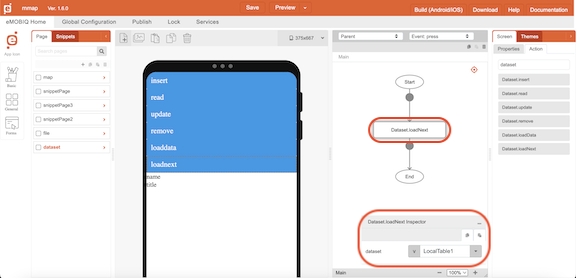 mmap Ver. 1.6.0 Save Preview Build (Android/iOS) Download Help Documentation
eMOBIQ Home Global Configuration Publish Lock Services
App Icon
Basic
General
Forms
Page Snippets
Search pages
map
snippetPage
snippetPage3
snippetPage2
file
dataset
375x667
insert
read
update
remove
loaddata
loadnext
name
title
Parent Event: press
Main
Start
Dataset.loadNext
End
Dataset.loadNext Inspector
dataset v LocalTable1
Main 100%
Screen Themes
Properties Action
dataset
Dataset.insert
Dataset.read
Dataset.update
Dataset.remove
Dataset.loadData
Dataset.loadNext